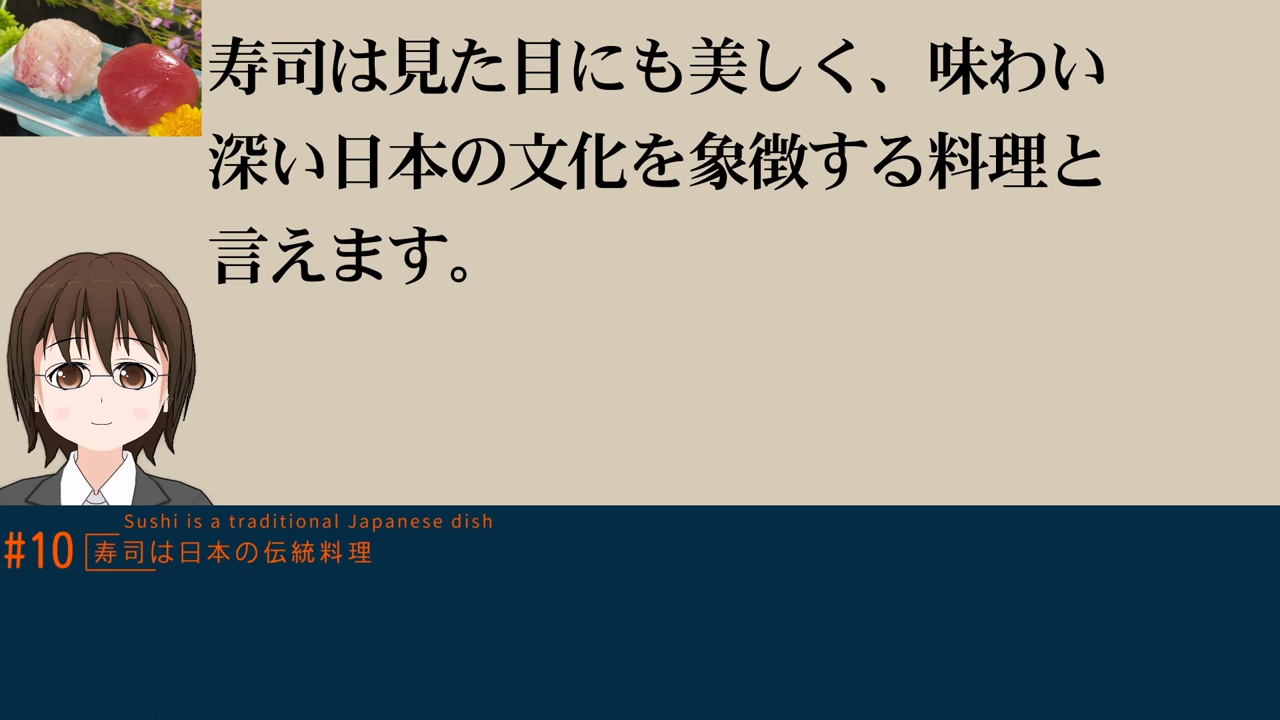 寿司は見た目にも美しく、味わい
深い日本の文化を象徴する料理と
言えます。
Sushi is a traditional Japanese dish
#10 寿司は日本の伝統料理